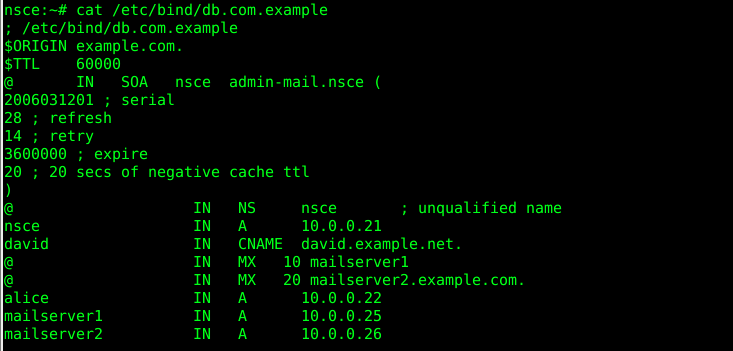 nsce:~# cat /etc/bind/db.com.example
; /etc/bind/db.com.example
$ORIGIN example.com.
$TTL    60000
@       IN   SOA   nsce  admin-mail.nsce (
2006031201 ; serial
28 ; refresh
14 ; retry
3600000 ; expire
20 ; 20 secs of negative cache ttl
)
@                    IN   NS     nsce      ; unqualified name
nsce                 IN   A      10.0.0.21
david                IN   CNAME  david.example.net.
@                    IN   MX   10 mailserver1
@                    IN   MX   20 mailserver2.example.com.
alice                IN   A      10.0.0.22
mailserver1          IN   A      10.0.0.25
mailserver2          IN   A      10.0.0.26